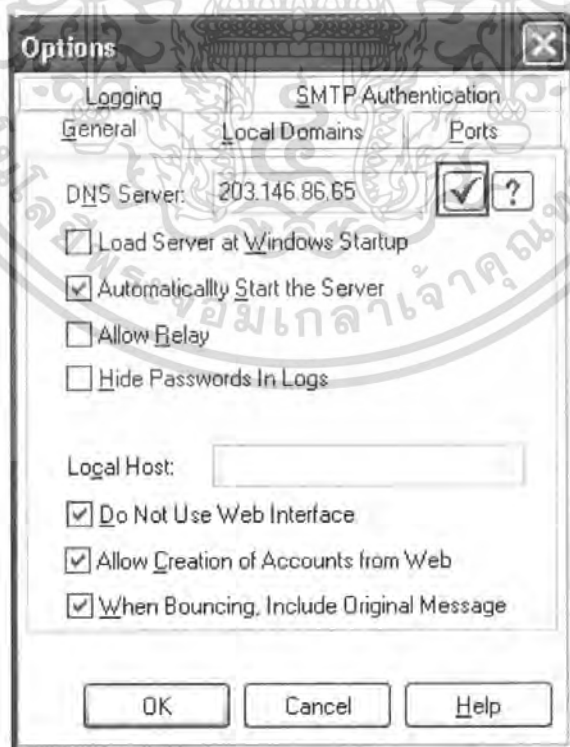 Options
Logging
SMTP Authentication
General
Local Domains
Ports
DNS Server:
203.146.86.65
?
Load Server at Windows Startup
Automaticallty Start the Server
Allow Relay
Hide Passwords In Logs
Local Host:
Do Not Use Web Interface
Allow Creation of Accounts from Web
When Bouncing, Include Original Message
OK
Cancel
Help